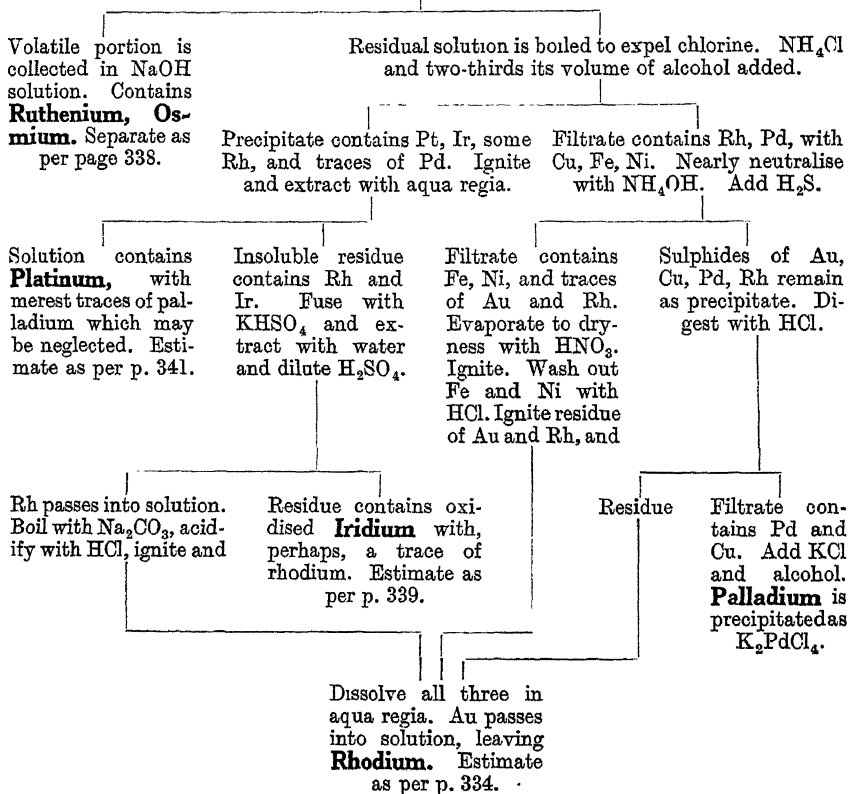 Volatile portion is
collected in NaOH
solution. Contains
Ruthenium, Os-
mium. Separate as
per page 338.
Residual solution is boiled to expel chlorine. NH₄Cl
and two-thirds its volume of alcohol added.
Precipitate contains Pt, Ir, some
Rh, and traces of Pd. Ignite
and extract with aqua regia.
Filtrate contains Rh, Pd, with
Cu, Fe, Ni. Nearly neutralise
with NH₄OH. Add H₂S.
Solution contains
Platinum, with
merest traces of pal-
ladium which may
be neglected. Esti-
mate as per p. 341.
Insoluble residue
contains Rh and
Ir. Fuse with
KHSO₄ and ex-
tract with water
and dilute H₂SO₄.
Filtrate contains
Fe, Ni, and traces
of Au and Rh.
Evaporate to dry-
ness with HNO₃.
Ignite. Wash out
Fe and Ni with
HCl. Ignite residue
of Au and Rh, and
Sulphides of Au,
Cu, Pd, Rh remain
as precipitate. Di-
gest with HCl.
Rh passes into solution.
Boil with Na₂CO₃, acid-
ify with HCl, ignite and
Residue contains oxi-
dised Iridium with,
perhaps, a trace of
rhodium. Estimate as
per p. 339.
Residue
Filtrate con-
tains Pd and
Cu. Add KCl
and alcohol.
Palladium is
precipitated as
K₂PdCl₄.
Dissolve all three in
aqua regia. Au passes
into solution, leaving
Rhodium. Estimate
as per p. 334.